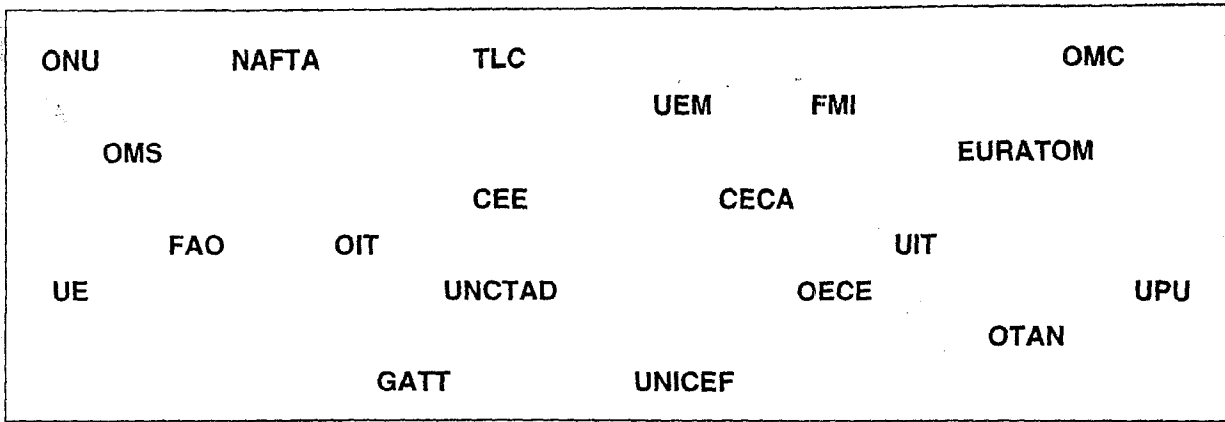 ONU NAFTA TLC OMC
UEM FMI
OMS EURATOM
CEE CECA
FAO OIT UIT
UE UNCTAD OECE UPU
OTAN
GATT UNICEF